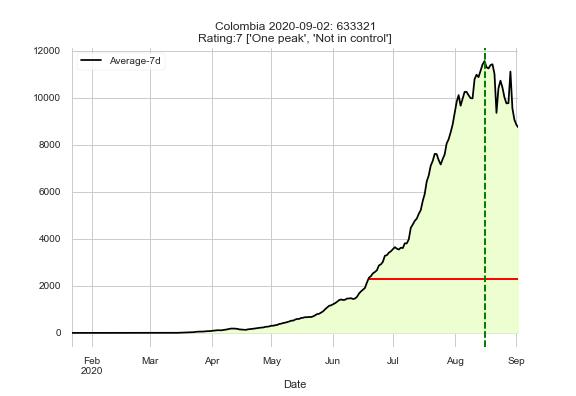 Colombia 2020-09-02: 633321
Rating:7 ['One peak', 'Not in control']
Average-7d
12000
10000
8000
6000
4000
2000
0
Feb Mar Apr May Jun Jul Aug Sep
2020
Date